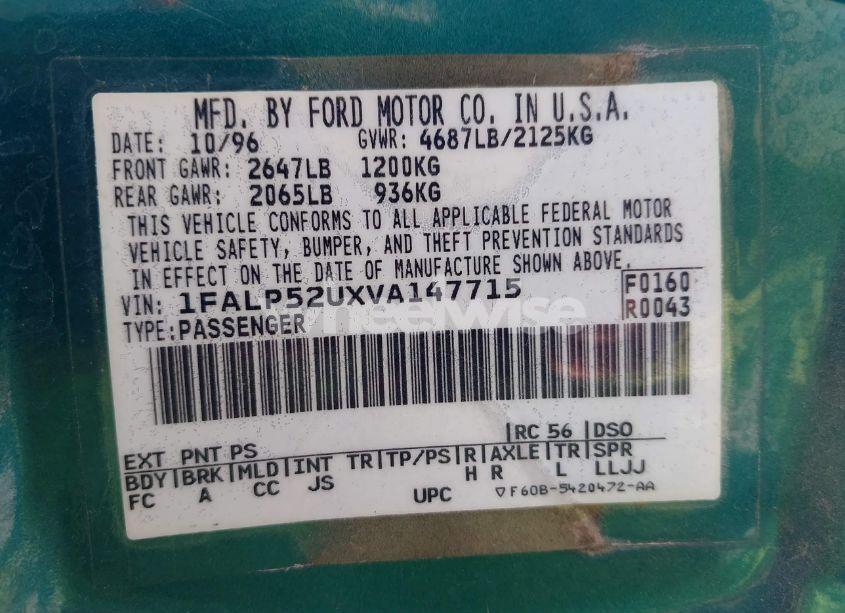 MFD. BY FORD MOTOR CO. IN U.S.A.
DATE: 10/96 GVWR: 4687LB/2125KG
FRONT GAWR: 2647LB 1200KG
REAR GAWR: 2065LB 936KG
THIS VEHICLE CONFORMS TO ALL APPLICABLE FEDERAL MOTOR
VEHICLE SAFETY, BUMPER, AND THEFT PREVENTION STANDARDS
IN EFFECT ON THE DATE OF MANUFACTURE SHOWN ABOVE.
VIN: 1FALP52UXVA147715 F0160
TYPE: PASSENGER R0043
wheelwise
RC 56 DSO
EXT PNT PS
BDY BRK MLD INT TR TP/PS R AXLE TR SPR
FC A CC JS H R L LLJJ
UPC ▽F60B-5420472-AA